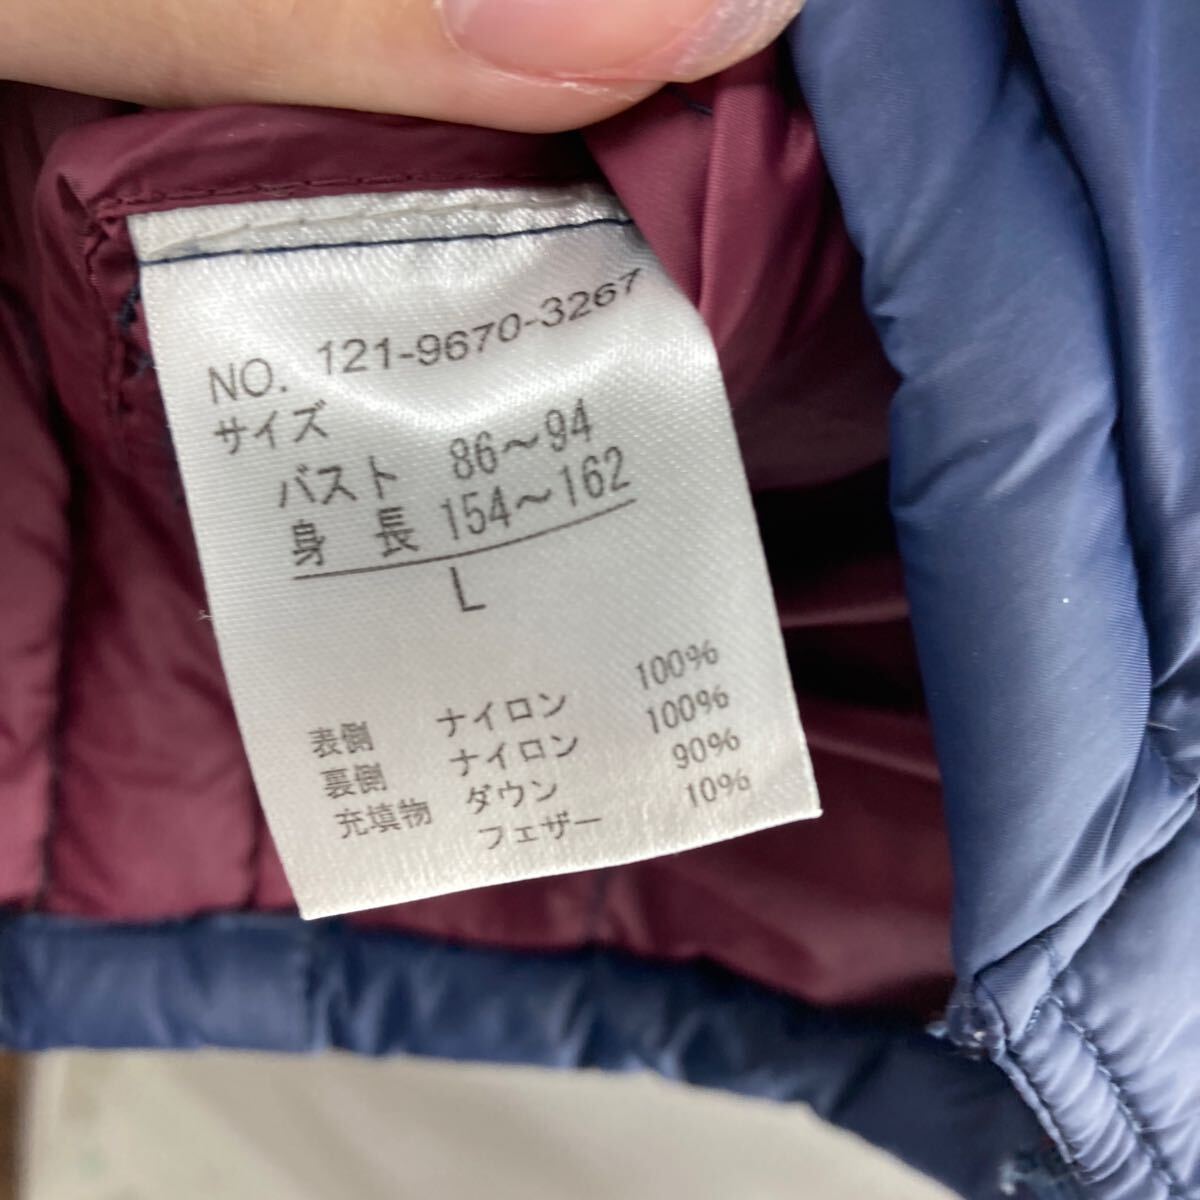 NO. 121-9670-3267
サイズ
バスト 86～94
身 長 154～162
L
表側 ナイロン 100%
裏側 ナイロン 100%
充填物 ダウン 90%
フェザー 10%